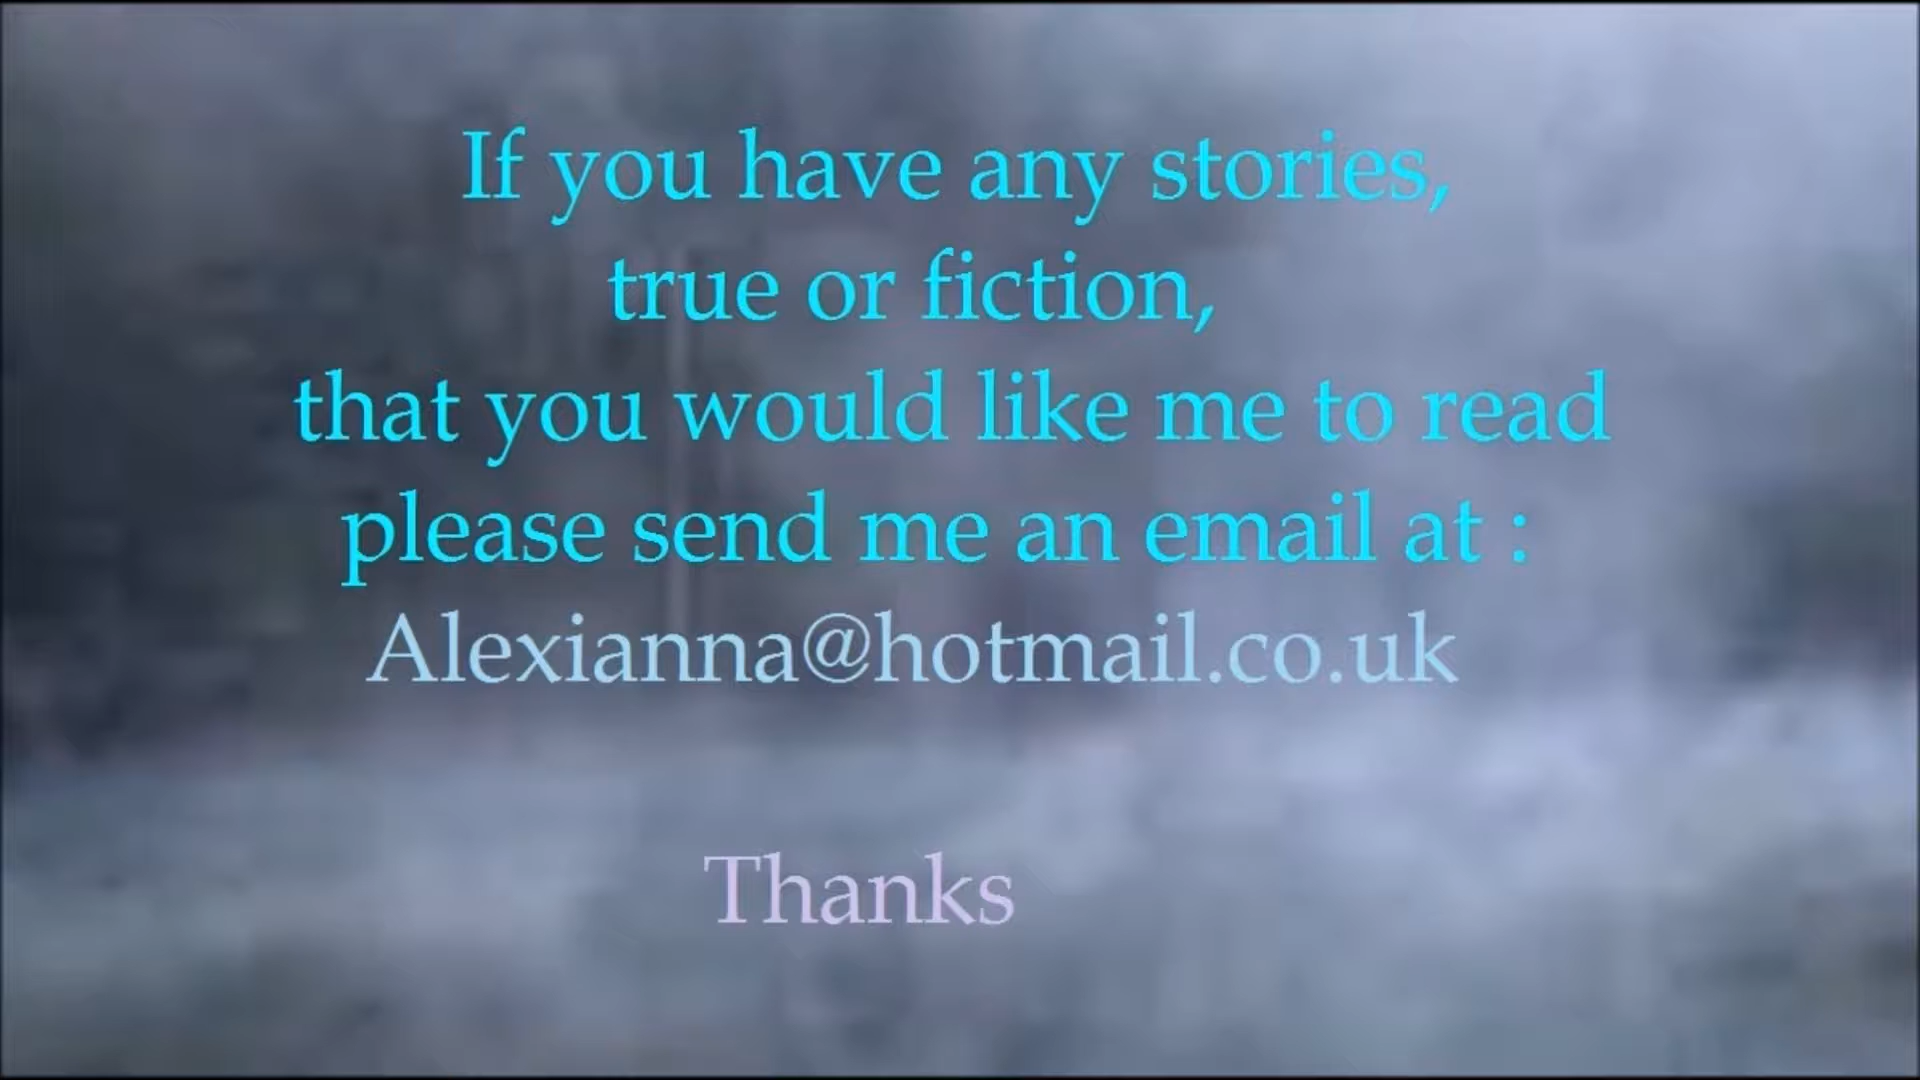 If you have any stories,
true or fiction,
that you would like me to read
please send me an email at :
Alexianna@hotmail.co.uk
Thanks